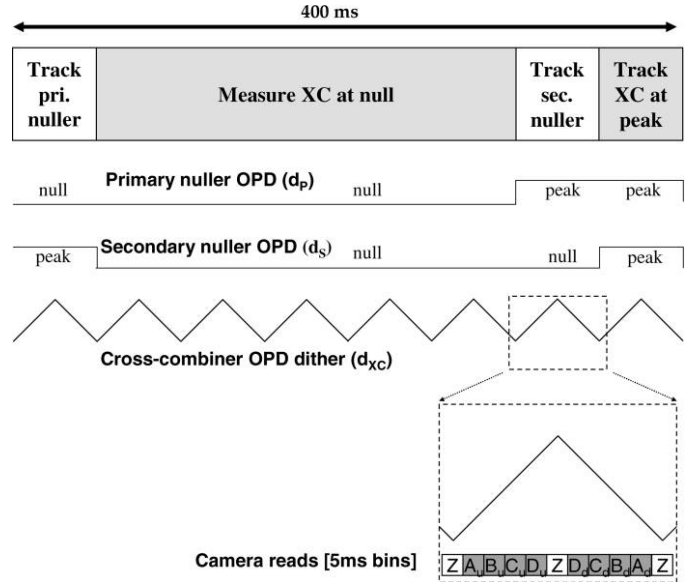 400 ms
Track pri. nuller
Measure XC at null
Track sec. nuller
Track XC at peak
Primary nuller OPD (dP)
null
null
peak
peak
Secondary nuller OPD (dS)
peak
null
null
peak
Cross-combiner OPD dither (dXC)
Camera reads [5ms bins]
Z Au Bu Cu Du Z Dd Cd Bd Ad Z